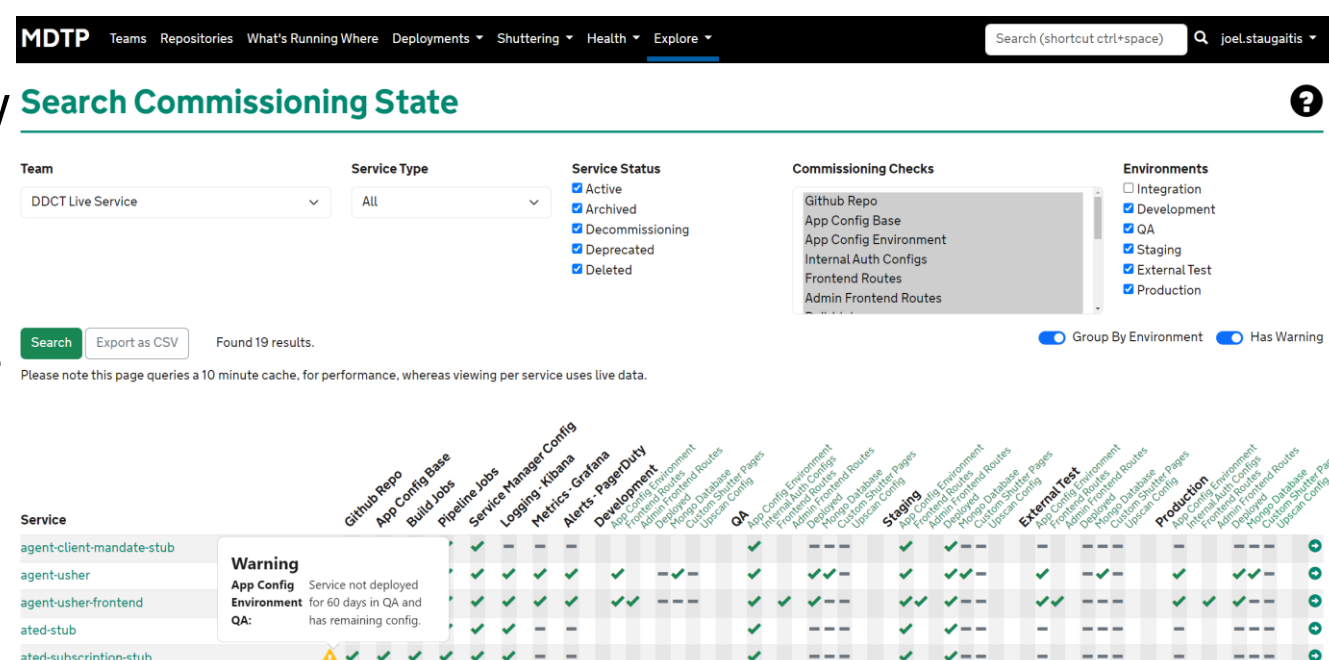 MDTP Teams Repositories What's Running Where Deployments Shuttering Health Explore Search (shortcut ctrl+space) joel.staugaitis
Search Commissioning State
Team Service Type Service Status Commissioning Checks Environments
DDCT Live Service All
Active
Archived
Decommissioning
Deprecated
Deleted
Github Repo
App Config Base
App Config Environment
Internal Auth Configs
Frontend Routes
Admin Frontend Routes
Integration
Development
QA
Staging
External Test
Production
Search Export as CSV Found 19 results. Group By Environment Has Warning
Please note this page queries a 10 minute cache, for performance, whereas viewing per service uses live data.
Service
Github Repo
App Config Base
Build Jobs
Pipeline Jobs
Service Manager Config
Logging - Kibana
Metrics - Grafana
Alerts - PagerDuty
Development
App Config Environment
Frontend Routes
Admin Frontend Routes
Deployed
Mongo Database
Custom Shutter Pages
Upscan Config
QA
App Config Environment
Internal Auth Configs
Frontend Routes
Admin Frontend Routes
Deployed
Mongo Database
Custom Shutter Pages
Upscan Config
Staging
App Config Environment
Frontend Routes
Admin Frontend Routes
Deployed
Mongo Database
Custom Shutter Pages
Upscan Config
External Test
App Config Environment
Frontend Routes
Admin Frontend Routes
Deployed
Mongo Database
Custom Shutter Pages
Upscan Config
Production
App Config Environment
Internal Auth Configs
Frontend Routes
Admin Frontend Routes
Deployed
Mongo Database
Custom Shutter Pa
Upscan Config
agent-client-mandate-stub
agent-usher
agent-usher-frontend
ated-stub
ated-subscription-stub
Warning
App Config Service not deployed
Environment for 60 days in QA and
QA: has remaining config.